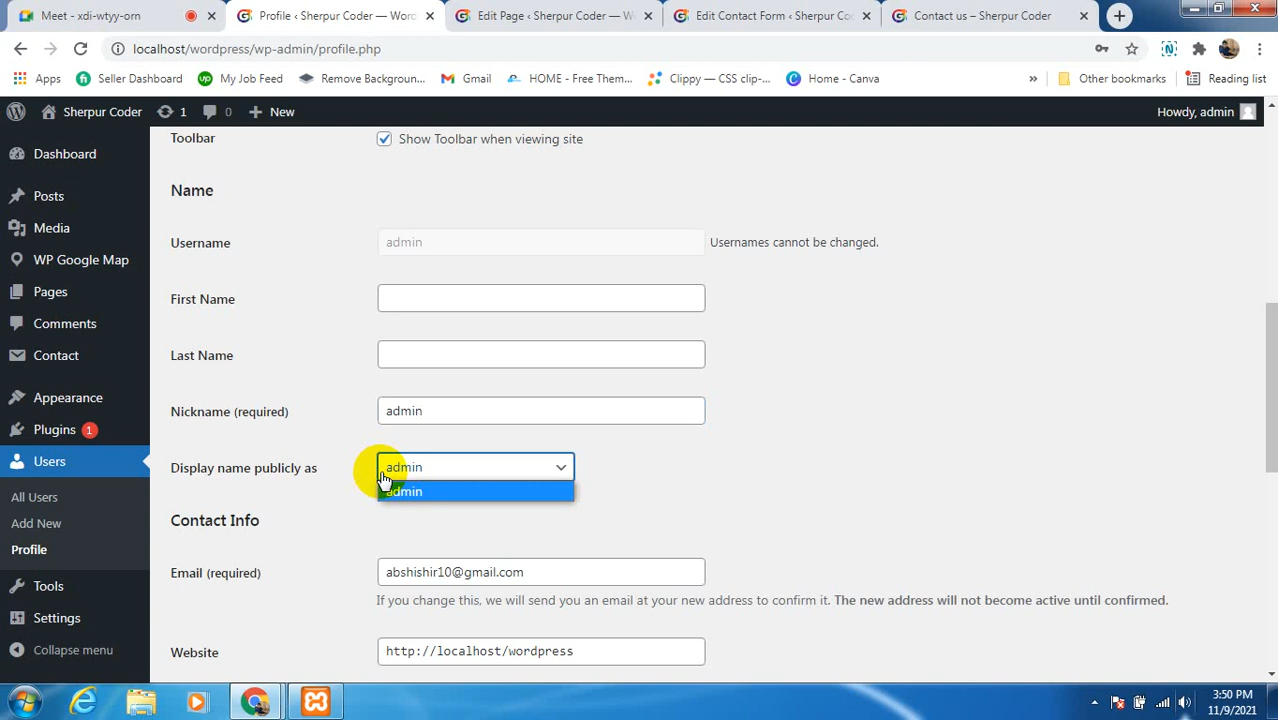 Meet - xdi-wtyy-orn
Profile ‹ Sherpur Coder — Word
Edit Page ‹ Sherpur Coder — W
Edit Contact Form ‹ Sherpur Co
Contact us – Sherpur Coder
localhost/wordpress/wp-admin/profile.php
Apps
Seller Dashboard
My Job Feed
Remove Backgroun...
Gmail
HOME - Free Them...
Clippy — CSS clip-...
Home - Canva
»
Other bookmarks
Reading list
Sherpur Coder
1
0
New
Howdy, admin
Dashboard
Posts
Media
WP Google Map
Pages
Comments
Contact
Appearance
Plugins 1
Users
All Users
Add New
Profile
Tools
Settings
Collapse menu
Toolbar
Show Toolbar when viewing site
Name
Username
admin
Usernames cannot be changed.
First Name
Last Name
Nickname (required)
admin
Display name publicly as
admin
admin
Contact Info
Email (required)
abshishir10@gmail.com
If you change this, we will send you an email at your new address to confirm it. The new address will not become active until confirmed.
Website
http://localhost/wordpress
3:50 PM
11/9/2021